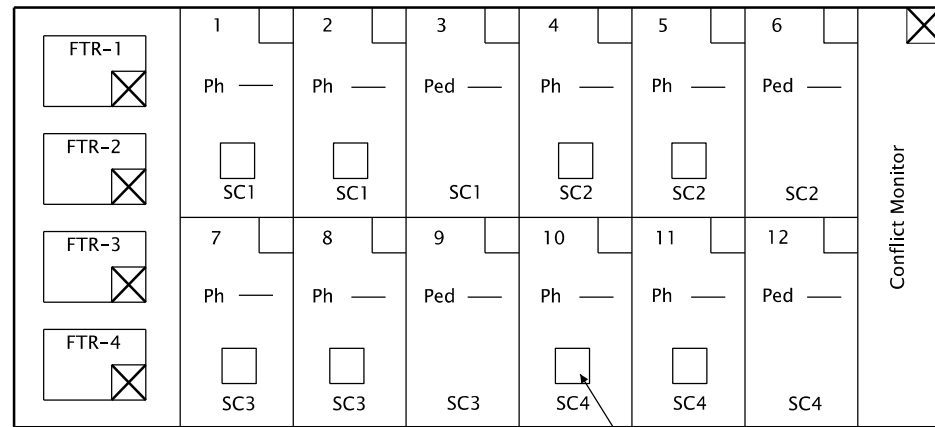 FTR-1
FTR-2
FTR-3
FTR-4
1 2 3 4 5 6
Ph Ph Ped Ph Ph Ped
SC1 SC1 SC1 SC2 SC2 SC2
7 8 9 10 11 12
Ph Ph Ped Ph Ph Ped
SC3 SC3 SC3 SC4 SC4 SC4
Conflict Monitor